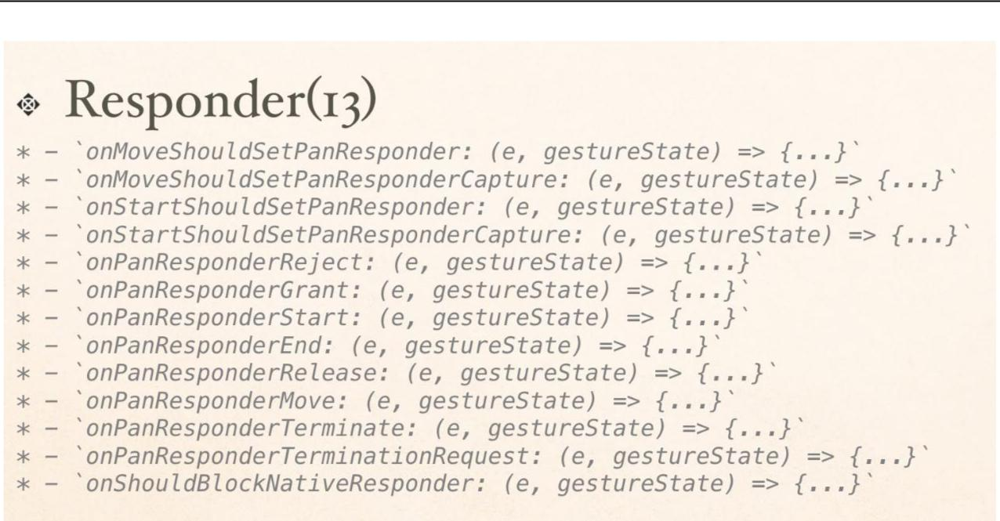 Responder(13)
* - `onMoveShouldSetPanResponder: (e, gestureState) => {...}`
* - `onMoveShouldSetPanResponderCapture: (e, gestureState) => {...}`
* - `onStartShouldSetPanResponder: (e, gestureState) => {...}`
* - `onStartShouldSetPanResponderCapture: (e, gestureState) => {...}`
* - `onPanResponderReject: (e, gestureState) => {...}`
* - `onPanResponderGrant: (e, gestureState) => {...}`
* - `onPanResponderStart: (e, gestureState) => {...}`
* - `onPanResponderEnd: (e, gestureState) => {...}`
* - `onPanResponderRelease: (e, gestureState) => {...}`
* - `onPanResponderMove: (e, gestureState) => {...}`
* - `onPanResponderTerminate: (e, gestureState) => {...}`
* - `onPanResponderTerminationRequest: (e, gestureState) => {...}`
* - `onShouldBlockNativeResponder: (e, gestureState) => {...}`